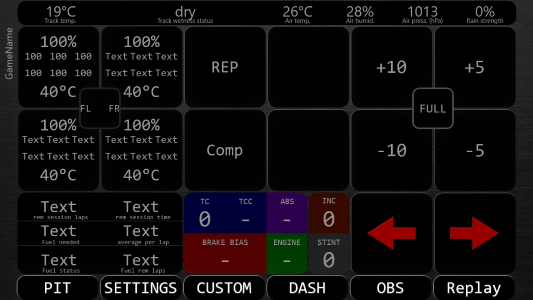 19°C dry 26°C 28% 1013 0%
Track temp. Track wetness status Air temp. Air humid. Air press. (hPa) Rain strength
GameName
100% 100%
100 100 100 Text Text Text
100 100 100 Text Text Text
40°C 40°C
FL FR
REP
+10 +5
FULL
100% 100%
Text Text Text Text Text Text
Text Text Text Text Text Text
40°C 40°C
Comp
-10 -5
Text Text
rem session laps rem session time
Text Text
Fuel needed average per lap
Text Text
Fuel status Fuel rem laps
TC TCC ABS INC
0 - - 0
BRAKE BIAS ENGINE STINT
- - 0
PIT SETTINGS CUSTOM DASH OBS Replay